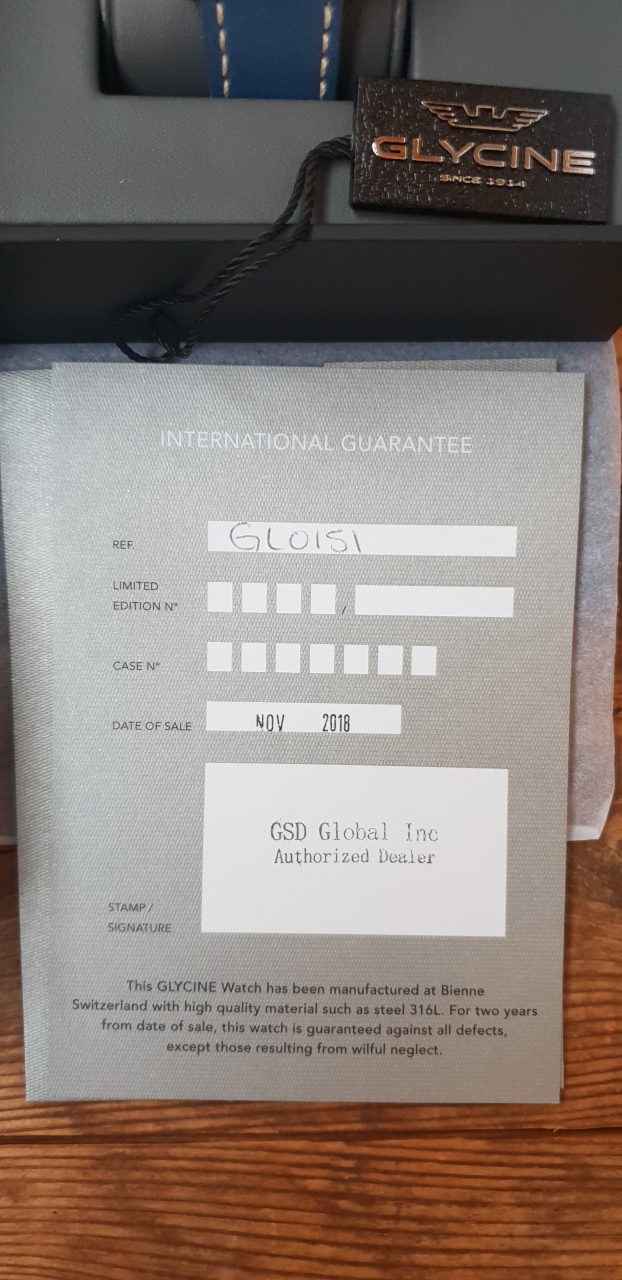 GLYCINE
SINCE 1914
INTERNATIONAL GUARANTEE
REF. GL0151
LIMITED
EDITION N° /
CASE N°
DATE OF SALE NOV 2018
GSD Global Inc
Authorized Dealer
STAMP /
SIGNATURE
This GLYCINE Watch has been manufactured at Bienne
Switzerland with high quality material such as steel 316L. For two years
from date of sale, this watch is guaranteed against all defects,
except those resulting from wilful neglect.